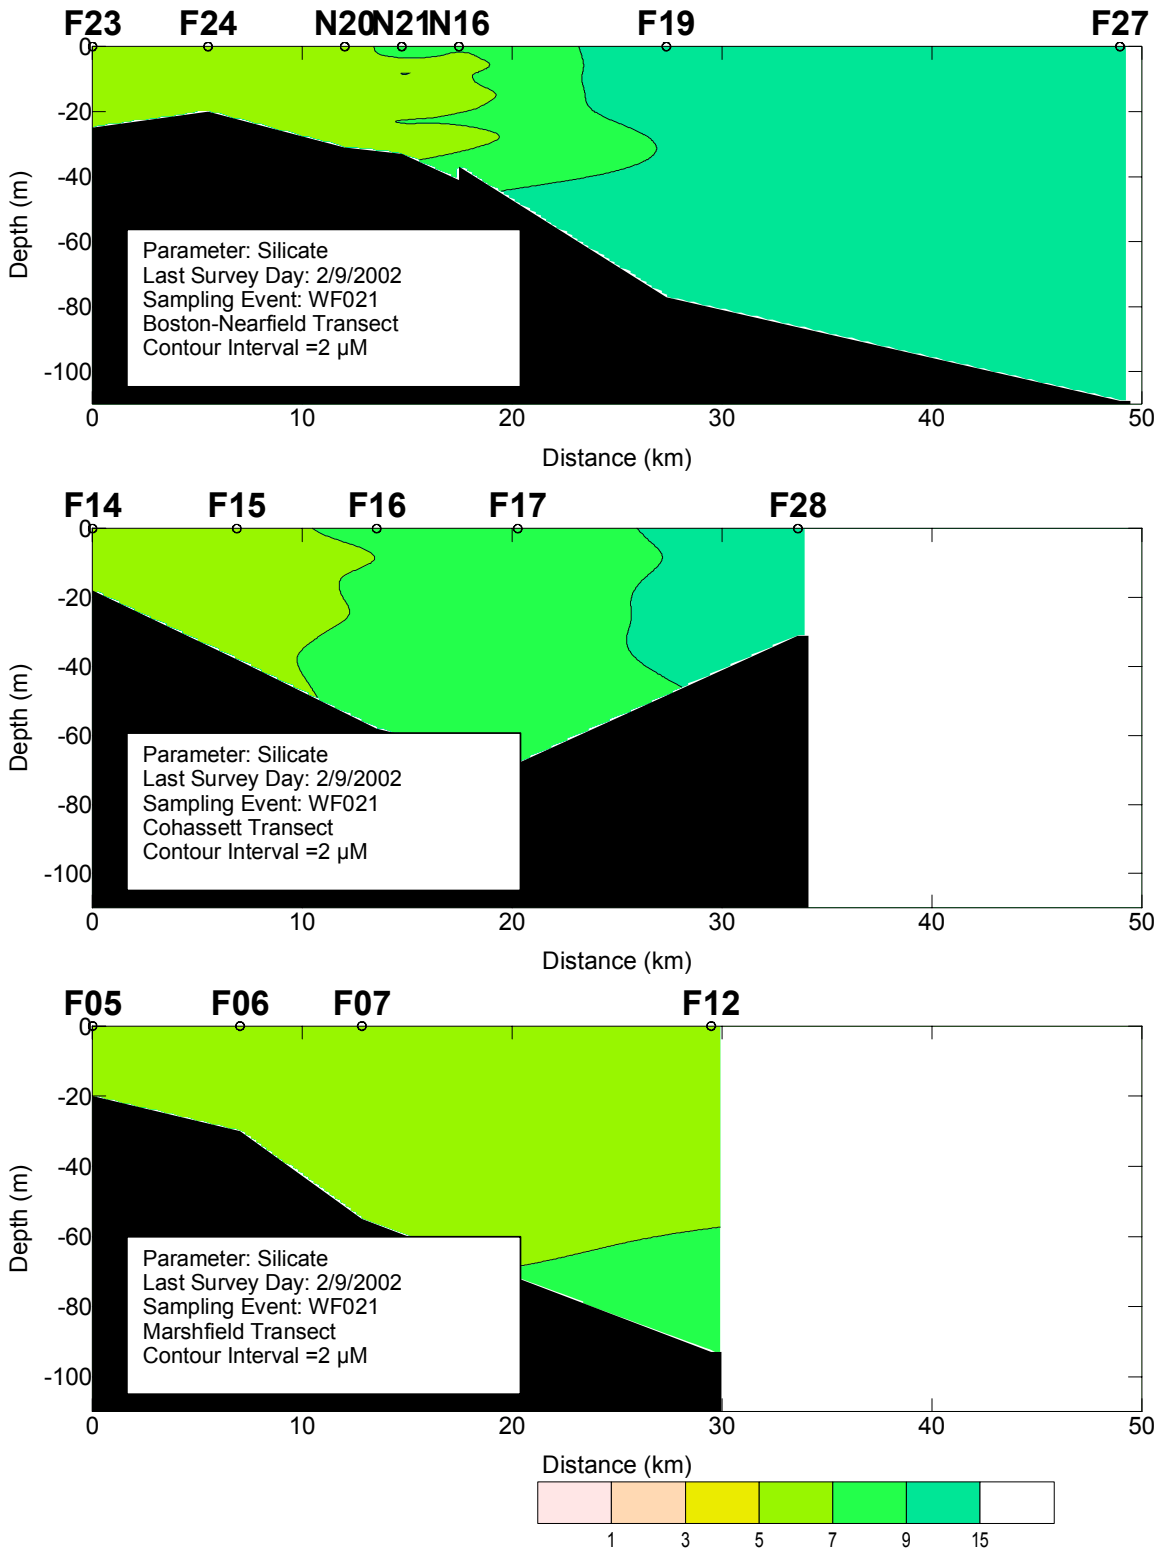 F23 F24 N20 N21 N16 F19 F27
0
-20
-40
-60
-80
-100
Depth (m)
Parameter: Silicate
Last Survey Day: 2/9/2002
Sampling Event: WF021
Boston-Nearfield Transect
Contour Interval =2 µM
0 10 20 30 40 50
Distance (km)
F14 F15 F16 F17 F28
0
-20
-40
-60
-80
-100
Depth (m)
Parameter: Silicate
Last Survey Day: 2/9/2002
Sampling Event: WF021
Cohassett Transect
Contour Interval =2 µM
0 10 20 30 40 50
Distance (km)
F05 F06 F07 F12
0
-20
-40
-60
-80
-100
Depth (m)
Parameter: Silicate
Last Survey Day: 2/9/2002
Sampling Event: WF021
Marshfield Transect
Contour Interval =2 µM
0 10 20 30 40 50
Distance (km)
1 3 5 7 9 15